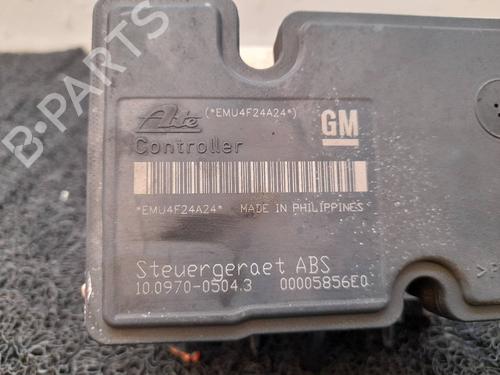 B-PARTS
Ate (*EMU4F24A24*)
GM
Controller
*EMU4F24A24* MADE IN PHILIPPINES
Steuergeraet ABS
10.0970-0504.3 00005856E0